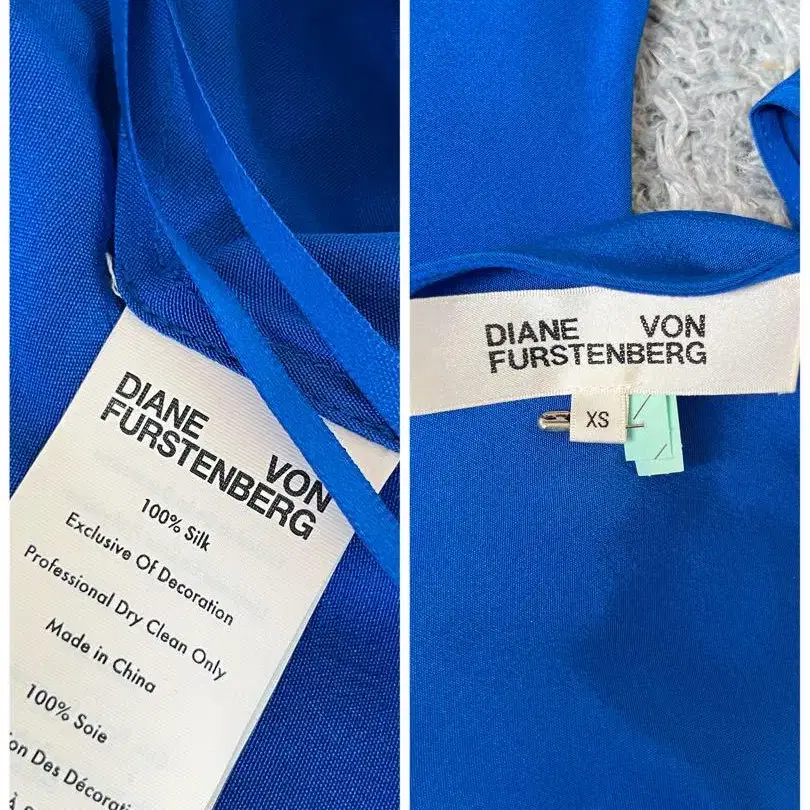 DIANE VON
FURSTENBERG
100% Silk
Exclusive Of Decoration
Professional Dry Clean Only
Made in China
100% Soie
Des Décorati
À
DIANE VON
FURSTENBERG
XS